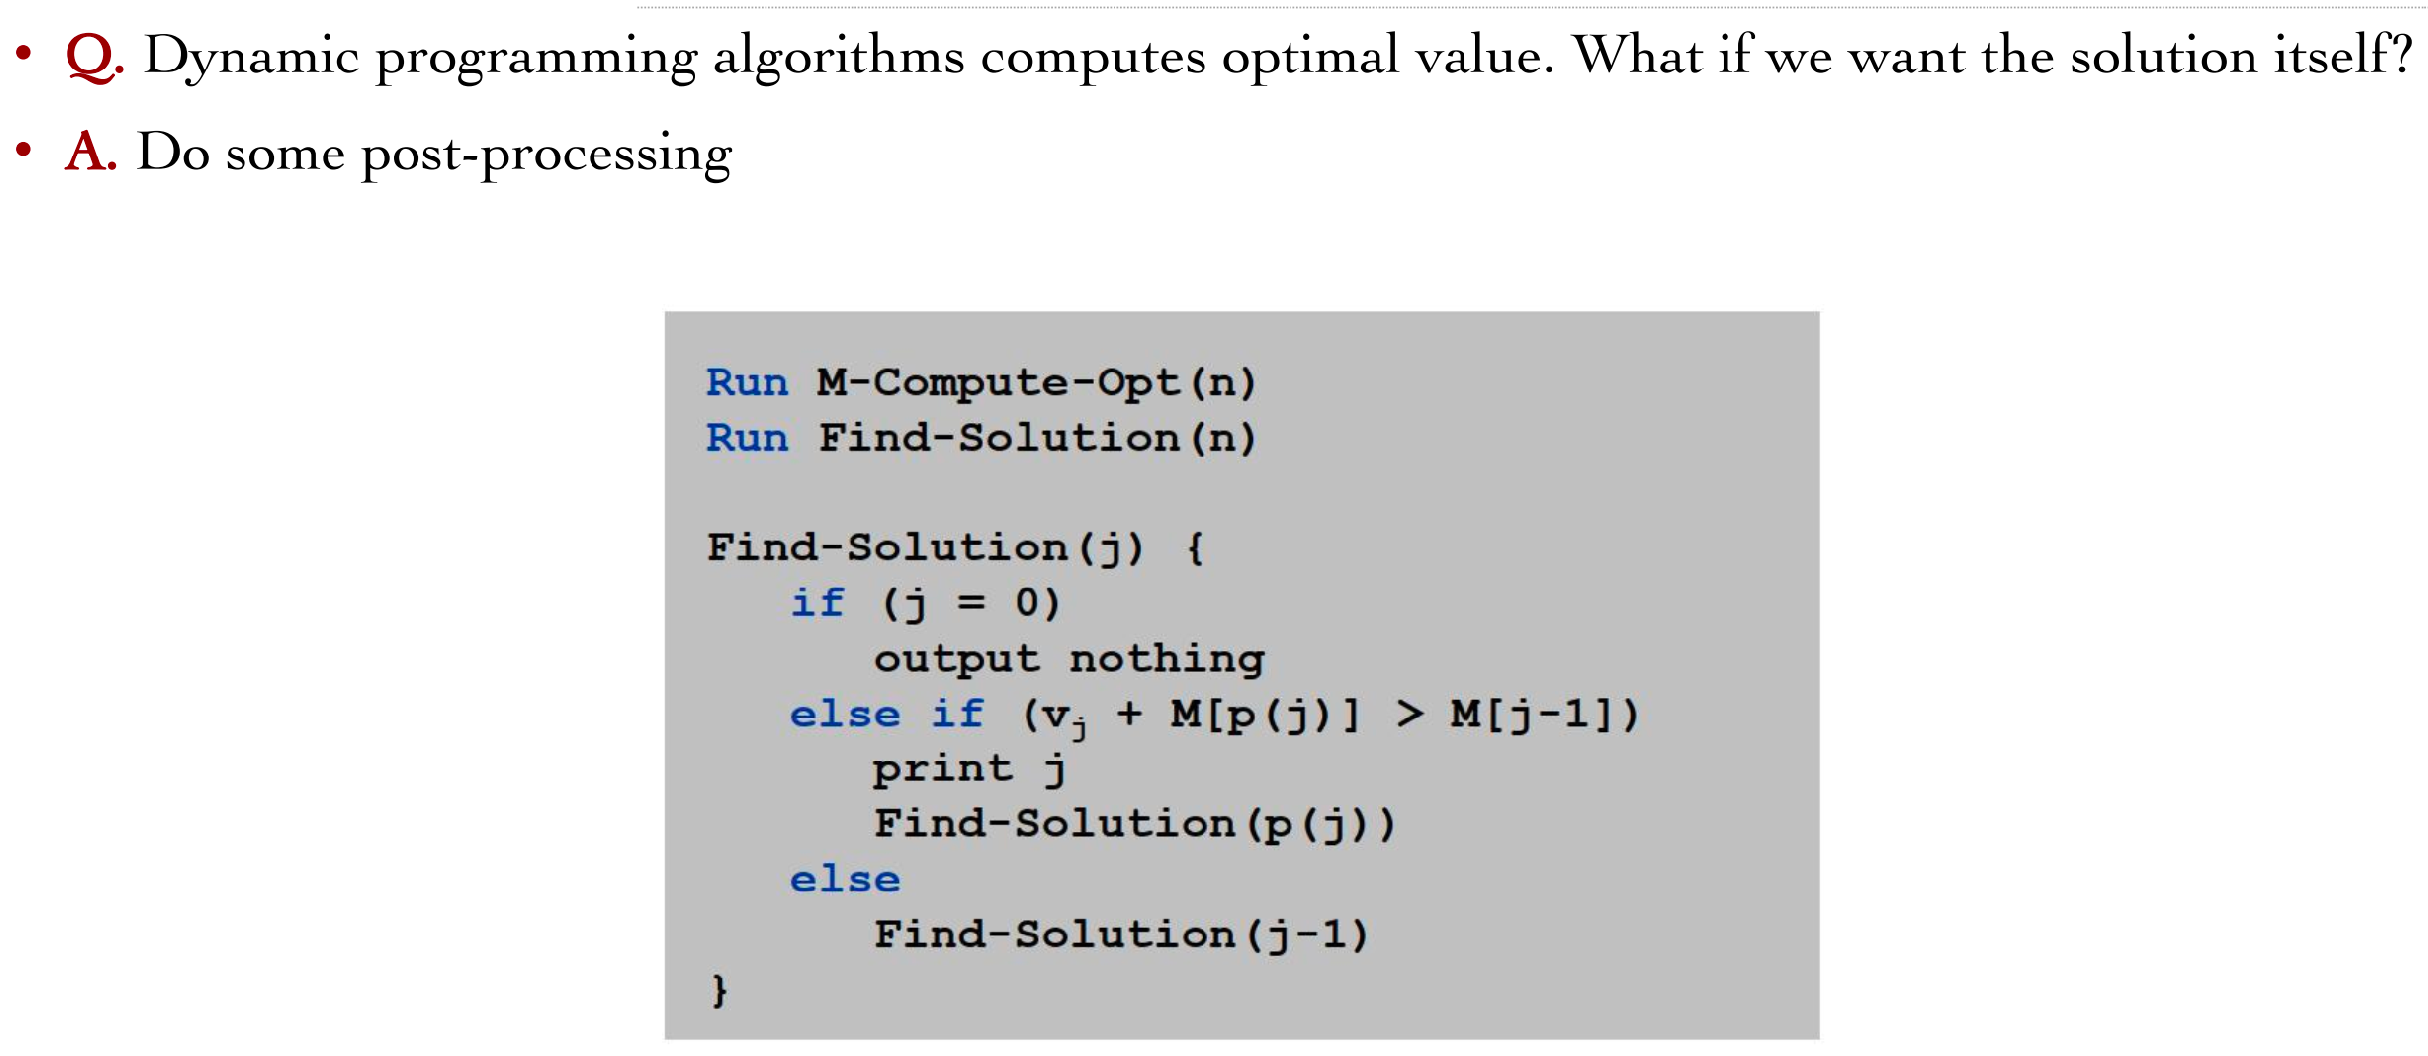 • Q. Dynamic programming algorithms computes optimal value. What if we want the solution itself?
• A. Do some post-processing
Run M-Compute-Opt(n)
Run Find-Solution(n)
Find-Solution(j) {
if (j = 0)
output nothing
else if (vj + M[p(j)] > M[j-1])
print j
Find-Solution(p(j))
else
Find-Solution(j-1)
}